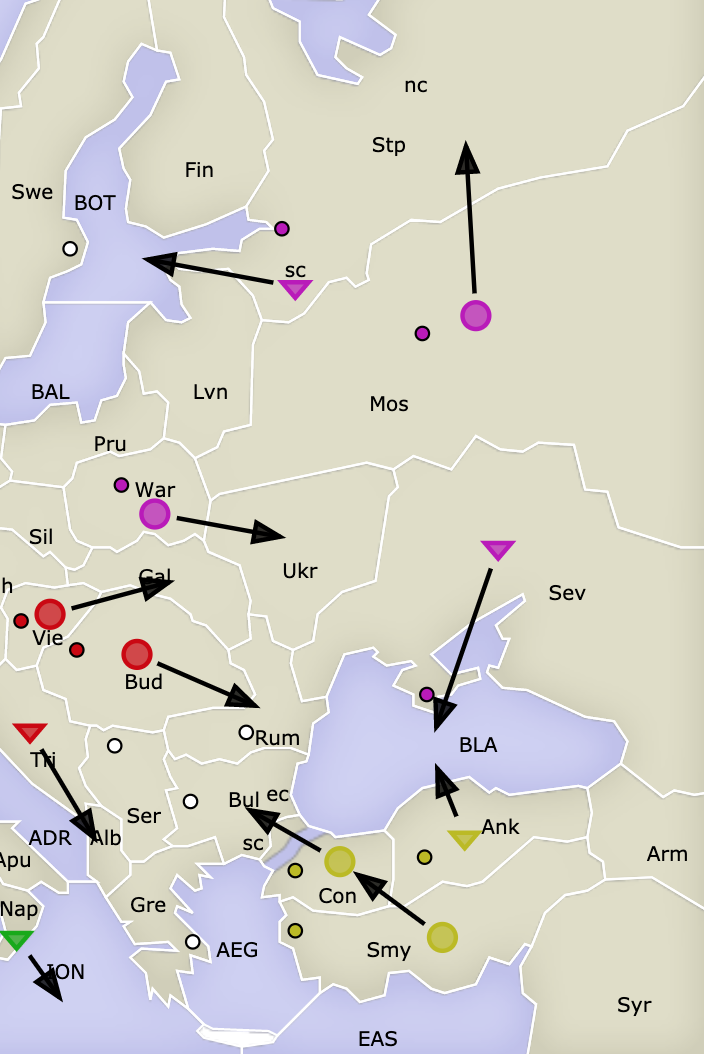 nc
Stp
Fin
Swe
BOT
sc
BAL
Lvn
Mos
Pru
War
Sil
Ukr
Gal
h
Sev
Vie
Bud
Rum
BLA
Tri
Bul ec
Ser
Ank
ADR
Alb
sc
Apu
Arm
Con
Nap
Gre
AEG
Smy
ION
Syr
EAS